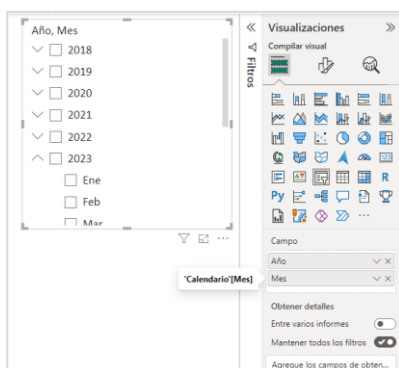 Año, Mes
2018
2019
2020
2021
2022
2023
Ene
Feb
Mar
Filtros
Visualizaciones
Compilar visual
123
R
Py
Campo
Año
Mes
'Calendario'[Mes]
Obtener detalles
Entre varios informes
Mantener todos los filtros
Agregue los campos de obten...